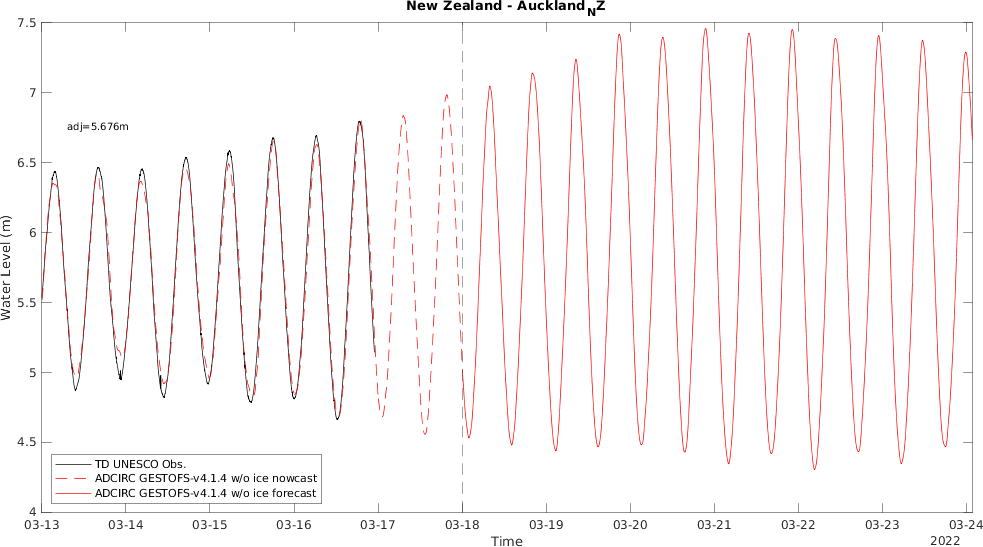 New Zealand - Auckland_NZ
7.5
7
6.5
6
5.5
5
4.5
4
adj=5.676m
Water Level (m)
TD UNESCO Obs.
ADCIRC GESTOFS-v4.1.4 w/o ice nowcast
ADCIRC GESTOFS-v4.1.4 w/o ice forecast
03-13 03-14 03-15 03-16 03-17 03-18 03-19 03-20 03-21 03-22 03-23 03-24
Time
2022